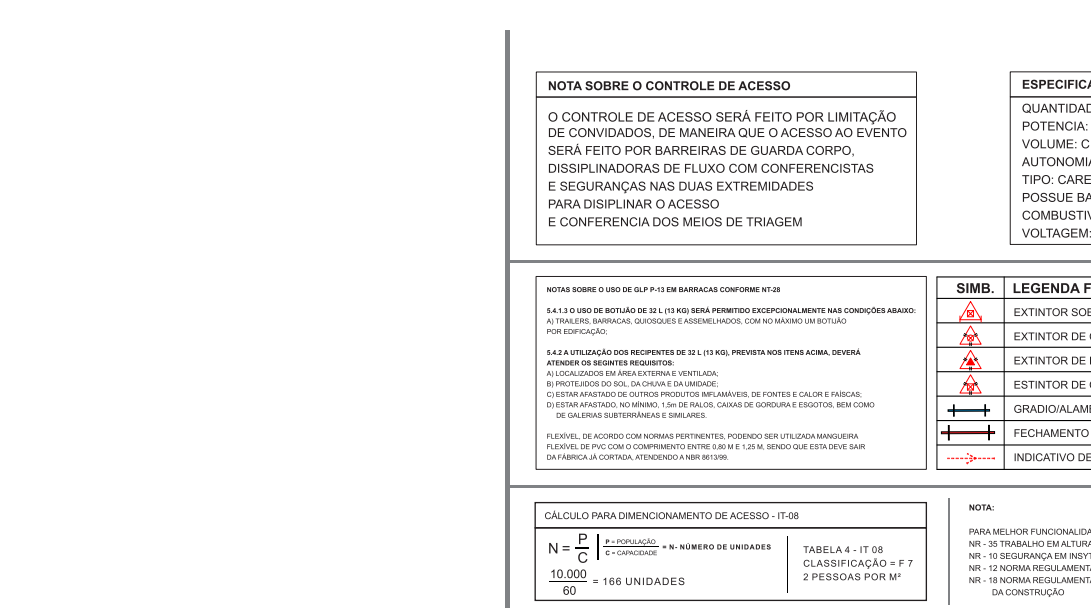 NOTA SOBRE O CONTROLE DE ACESSO
O CONTROLE DE ACESSO SERÁ FEITO POR LIMITAÇÃO
DE CONVIDADOS, DE MANEIRA QUE O ACESSO AO EVENTO
SERÁ FEITO POR BARREIRAS DE GUARDA CORPO,
DISSIPLINADORAS DE FLUXO COM CONFERENCISTAS
E SEGURANÇAS NAS DUAS EXTREMIDADES
PARA DISIPLINAR O ACESSO
E CONFERENCIA DOS MEIOS DE TRIAGEM
ESPECIFICA
QUANTIDAD
POTENCIA:
VOLUME: C
AUTONOMIA
TIPO: CARE
POSSUE BA
COMBUSTIV
VOLTAGEM:
NOTAS SOBRE O USO DE GLP P-13 EM BARRACAS CONFORME NT-28
5.4.1.3 O USO DE BOTIJÃO DE 32 L (13 KG) SERÁ PERMITIDO EXCEPCIONALMENTE NAS CONDIÇÕES ABAIXO:
A) TRAILERS, BARRACAS, QUIOSQUES E ASSEMELHADOS, COM NO MÁXIMO UM BOTIJÃO
POR EDIFICAÇÃO;
5.4.2 A UTILIZAÇÃO DOS RECIPENTES DE 32 L (13 KG), PREVISTA NOS ITENS ACIMA, DEVERÁ
ATENDER OS SEGINTES REQUISITOS:
A) LOCALIZADOS EM ÁREA EXTERNA E VENTILADA;
B) PROTEJIDOS DO SOL, DA CHUVA E DA UMIDADE;
C) ESTAR AFASTADO DE OUTROS PRODUTOS IMFLAMÁVEIS, DE FONTES E CALOR E FAÍSCAS;
D) ESTAR AFASTADO, NO MÍNIMO, 1,5m DE RALOS, CAIXAS DE GORDURA E ESGOTOS, BEM COMO
DE GALERIAS SUBTERRÂNEAS E SIMILARES.
FLEXÍVEL, DE ACORDO COM NORMAS PERTINENTES, PODENDO SER UTILIZADA MANGUEIRA
FLEXÍVEL DE PVC COM O COMPRIMENTO ENTRE 0,80 M E 1,25 M, SENDO QUE ESTA DEVE SAIR
DA FÁBRICA JÁ CORTADA, ATENDENDO A NBR 8613/99.
SIMB. LEGENDA F
EXTINTOR SOB
EXTINTOR DE
EXTINTOR DE
ESTINTOR DE
GRADIO/ALAM
FECHAMENTO
INDICATIVO DE
CÁLCULO PARA DIMENCIONAMENTO DE ACESSO - IT-08
N = P/C P = POPULAÇÃO C = CAPACIDADE = N- NÚMERO DE UNIDADES
10.000/60 = 166 UNIDADES
TABELA 4 - IT 08
CLASSIFICAÇÃO = F 7
2 PESSOAS POR M²
NOTA:
PARA MELHOR FUNCIONALIDA
NR - 35 TRABALHO EM ALTURA
NR - 10 SEGURANÇA EM INSYT
NR - 12 NORMA REGULAMENTA
NR - 18 NORMA REGULAMENTA
DA CONSTRUÇÃO